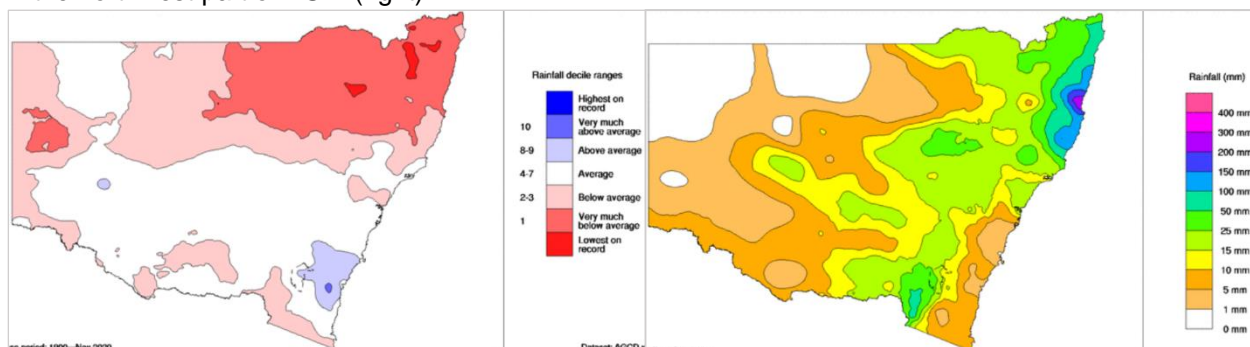 Rainfall decile ranges
Highest on
record
10
Very much
above average
8-9
Above average
4-7
Average
2-3
Below average
1
Very much
below average
Lowest on
record
Rainfall (mm)
400 mm
300 mm
200 mm
150 mm
100 mm
50 mm
25 mm
15 mm
10 mm
5 mm
1 mm
0 mm